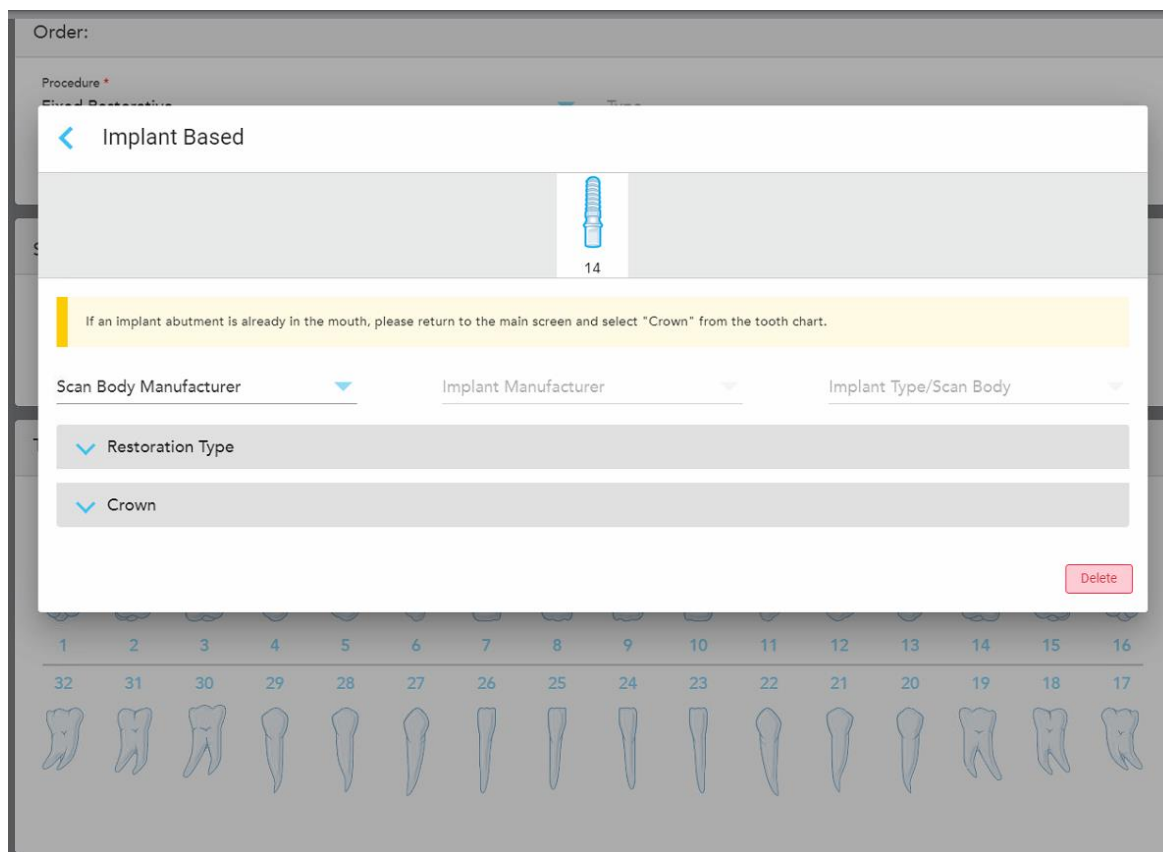 Order:
Procedure *
Fixed Restorative
Type
Implant Based
14
If an implant abutment is already in the mouth, please return to the main screen and select "Crown" from the tooth chart.
Scan Body Manufacturer Implant Manufacturer Implant Type/Scan Body
Restoration Type
Crown
Delete
1 2 3 4 5 6 7 8 9 10 11 12 13 14 15 16
32 31 30 29 28 27 26 25 24 23 22 21 20 19 18 17